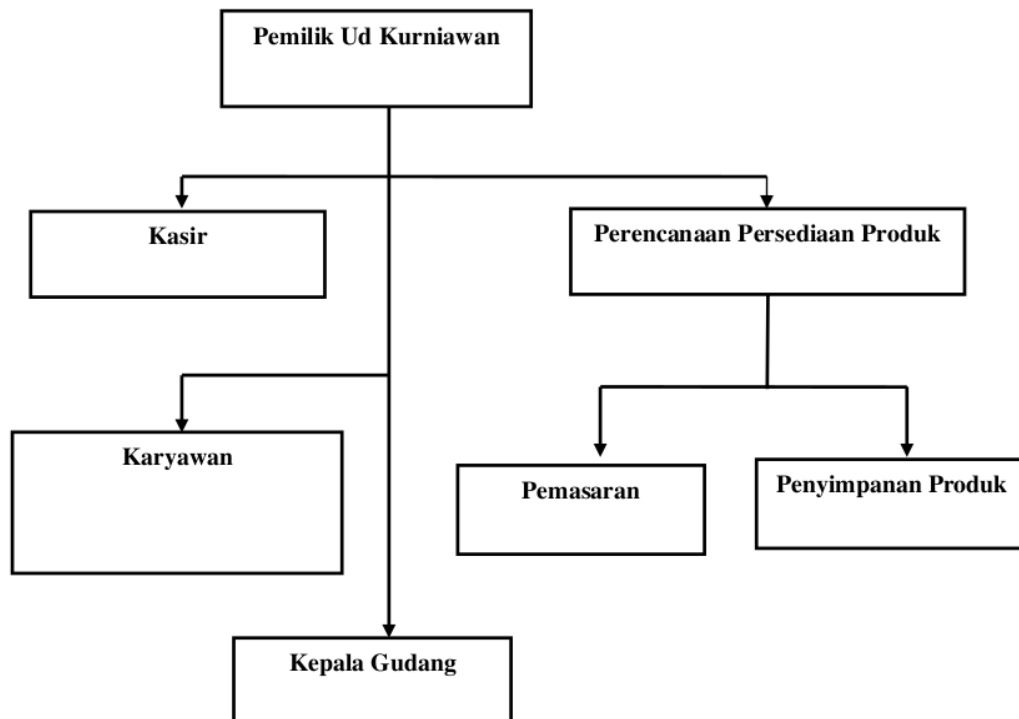 Pemilik Ud Kurniawan
Kasir
Perencanaan Persediaan Produk
Karyawan
Pemasaran
Penyimpanan Produk
Kepala Gudang